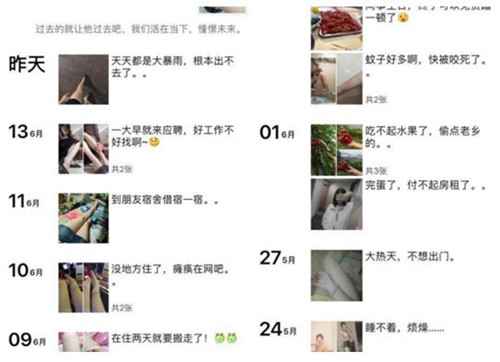 过去的就让他过去吧，我们活在当下，憧憬未来。
昨天
天天都是大暴雨，根本出不
去了。。
13 6月
一大早就来应聘，好工作不
好找啊~
共2张
11 6月
到朋友宿舍借宿一宿。。
10 6月
没地方住了，瘫痪在网吧。
。
共2张
09 6月
在住两天就要搬走了！
一顿了
蚊子好多啊，快被咬死了。
。
共2张
01 6月
吃不起水果了，偷点老乡
的。。
共3张
完蛋了，付不起房租了。。
27 5月
大热天，不想出门。
24 5月
睡不着，烦燥......